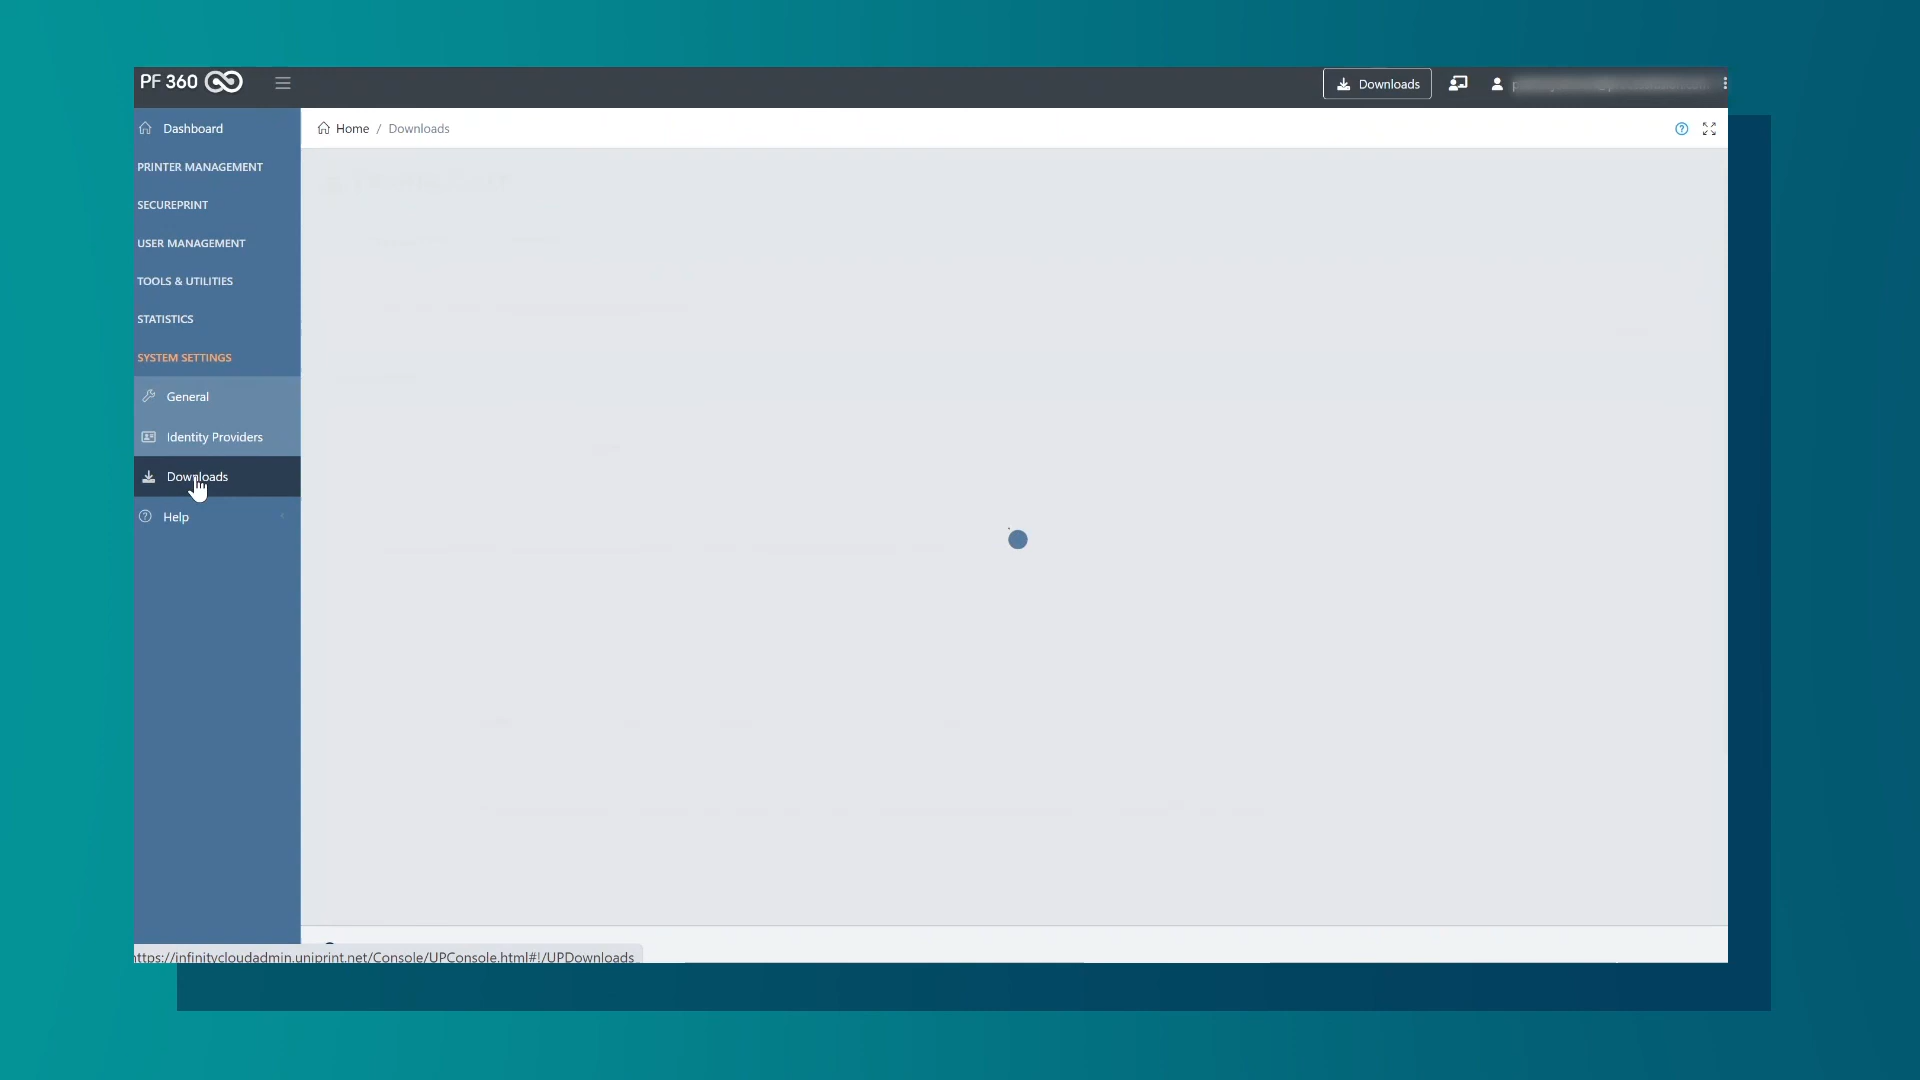 PF 360
Downloads
Dashboard
Home / Downloads
PRINTER MANAGEMENT
SECUREPRINT
USER MANAGEMENT
TOOLS & UTILITIES
STATISTICS
SYSTEM SETTINGS
General
Identity Providers
Downloads
Help
https://infinitycloudadmin.uniprint.net/Console/UPConsole.html#!/UPDownloads